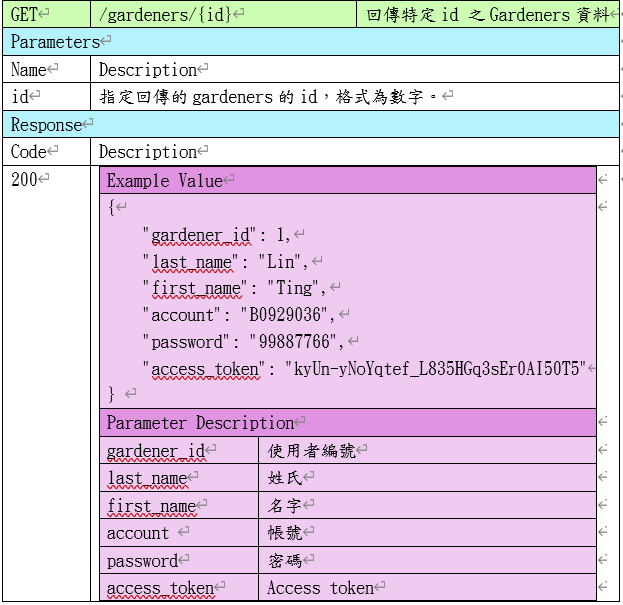 GET /gardeners/{id} 回傳特定 id 之 Gardeners 資料
Parameters
Name Description
id 指定回傳的 gardeners 的 id，格式為數字。
Response
Code Description
200 Example Value
{
"gardener_id": 1,
"last_name": "Lin",
"first_name": "Ting",
"account": "B0929036",
"password": "99887766",
"access_token": "kyUn-yNoYqtef_L835HGq3sEr0AI50T5"
}
Parameter Description
gardener_id 使用者編號
last_name 姓氏
first_name 名字
account 帳號
password 密碼
access_token Access token